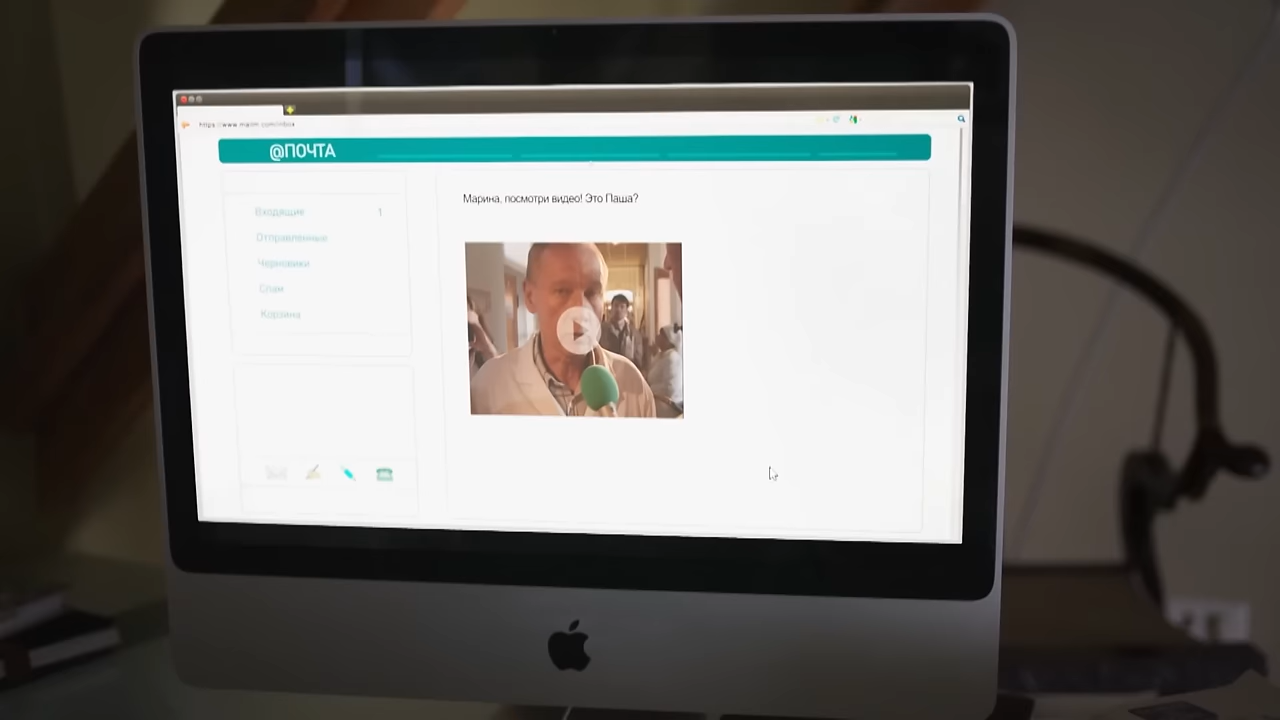 @ПОЧТА
Входящие 1
Отправленные
Черновики
Спам
Корзина
Марина, посмотри видео! Это Паша?